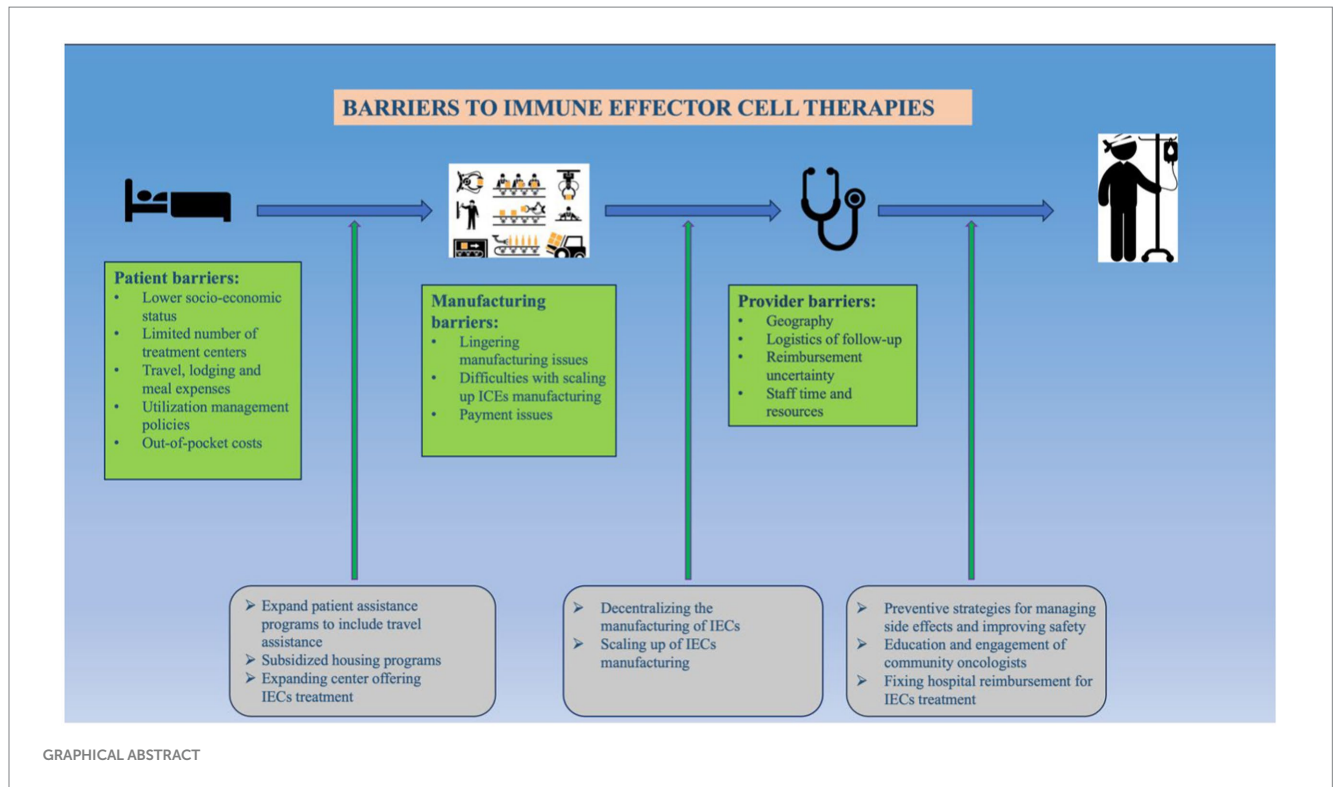 BARRIERS TO IMMUNE EFFECTOR CELL THERAPIES
Patient barriers:
• Lower socio-economic
status
• Limited number of
treatment centers
• Travel, lodging and
meal expenses
• Utilization management
policies
• Out-of-pocket costs
Manufacturing
barriers:
• Lingering
manufacturing issues
• Difficulties with scaling
up ICEs manufacturing
• Payment issues
Provider barriers:
• Geography
• Logistics of follow-up
• Reimbursement
uncertainty
• Staff time and
resources
➢ Expand patient assistance
programs to include travel
assistance
➢ Subsidized housing programs
➢ Expanding center offering
IECs treatment
➢ Decentralizing the
manufacturing of IECs
➢ Scaling up of IECs
manufacturing
➢ Preventive strategies for managing
side effects and improving safety
➢ Education and engagement of
community oncologists
➢ Fixing hospital reimbursement for
IECs treatment
GRAPHICAL ABSTRACT